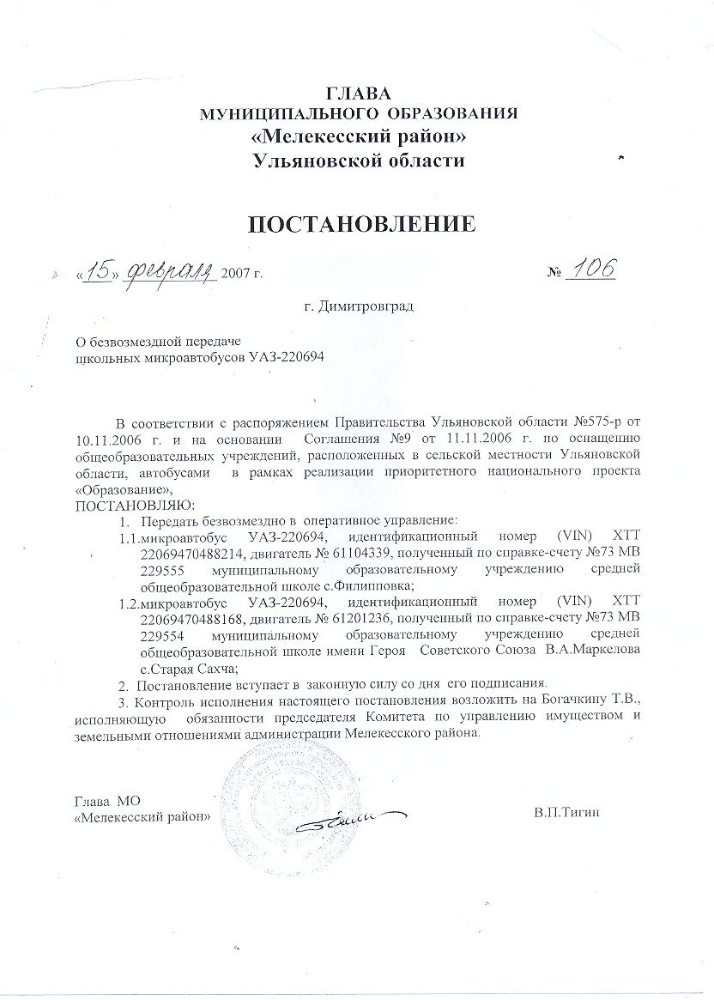 ГЛАВА
МУНИЦИПАЛЬНОГО ОБРАЗОВАНИЯ
«Мелекесский район»
Ульяновской области
ПОСТАНОВЛЕНИЕ
«15» февраля 2007 г. № 106
г. Димитровград
О безвозмездной передаче
школьных микроавтобусов УАЗ-220694
В соответствии с распоряжением Правительства Ульяновской области №575-р от
10.11.2006 г. и на основании Соглашения №9 от 11.11.2006 г. по оснащению
общеобразовательных учреждений, расположенных в сельской местности Ульяновской
области, автобусами в рамках реализации приоритетного национального проекта
«Образование»,
ПОСТАНОВЛЯЮ:
1. Передать безвозмездно в оперативное управление:
1.1.микроавтобус УАЗ-220694, идентификационный номер (VIN) ХТТ
22069470488214, двигатель № 61104339, полученный по справке-счету №73 МВ
229555 муниципальному образовательному учреждению средней
общеобразовательной школе с.Филипповка;
1.2.микроавтобус УАЗ-220694, идентификационный номер (VIN) ХТТ
22069470488168, двигатель № 61201236, полученный по справке-счету №73 МВ
229554 муниципальному образовательному учреждению средней
общеобразовательной школе имени Героя Советского Союза В.А.Маркелова
с.Старая Сахча;
2. Постановление вступает в законную силу со дня его подписания.
3. Контроль исполнения настоящего постановления возложить на Богачкину Т.В.,
исполняющую обязанности председателя Комитета по управлению имуществом и
земельными отношениями администрации Мелекесского района.
Глава МО
«Мелекесский район» В.П.Тигин